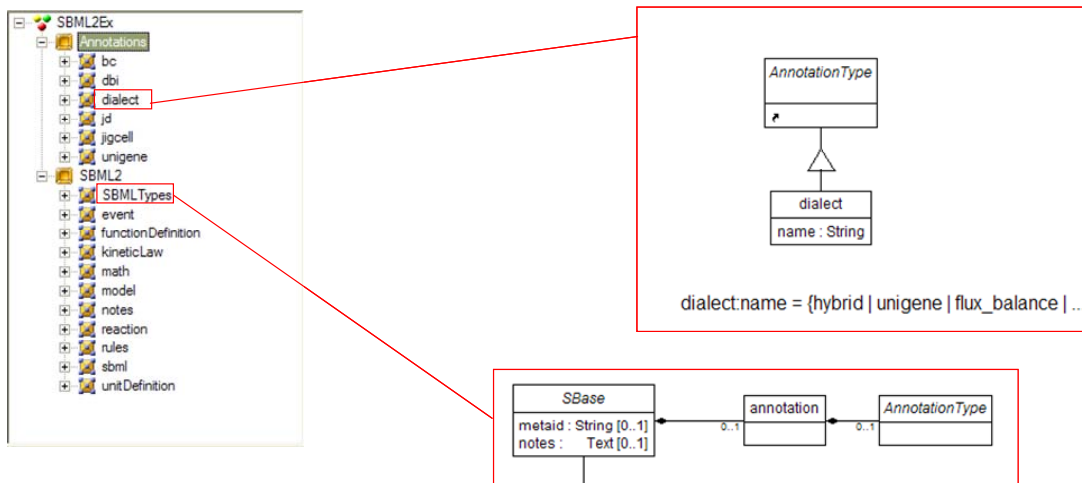 SBML2Ex
Annotations
bc
dbi
dialect
jd
jigcell
unigene
SBML2
SBMLTypes
event
functionDefinition
kineticLaw
math
model
notes
reaction
rules
sbml
unitDefinition
AnnotationType
dialect
name : String
dialect:name = {hybrid | unigene | flux_balance | ...
SBase
metaid : String [0..1]
notes : Text [0..1]
0..1
annotation
0..1
AnnotationType